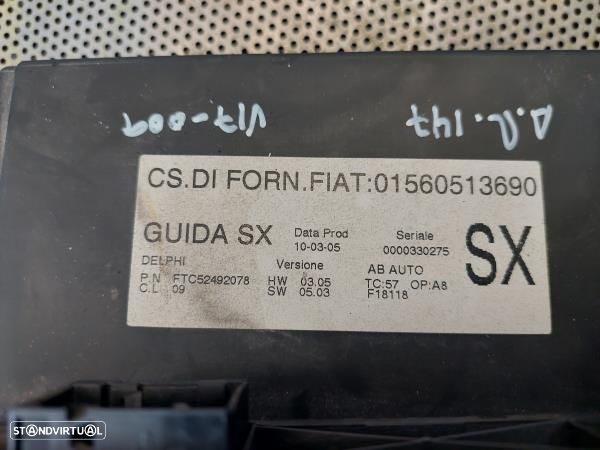 V17-009
A.R. 147
CS.DI FORN.FIAT:01560513690
GUIDA SX
Data Prod
10-03-05
Seriale
0000330275
SX
DELPHI
P.N FTC52492078
C.L 09
Versione
HW 03.05
SW 05.03
AB AUTO
TC:57 OP:A8
F18118
STANDVIRTUAL